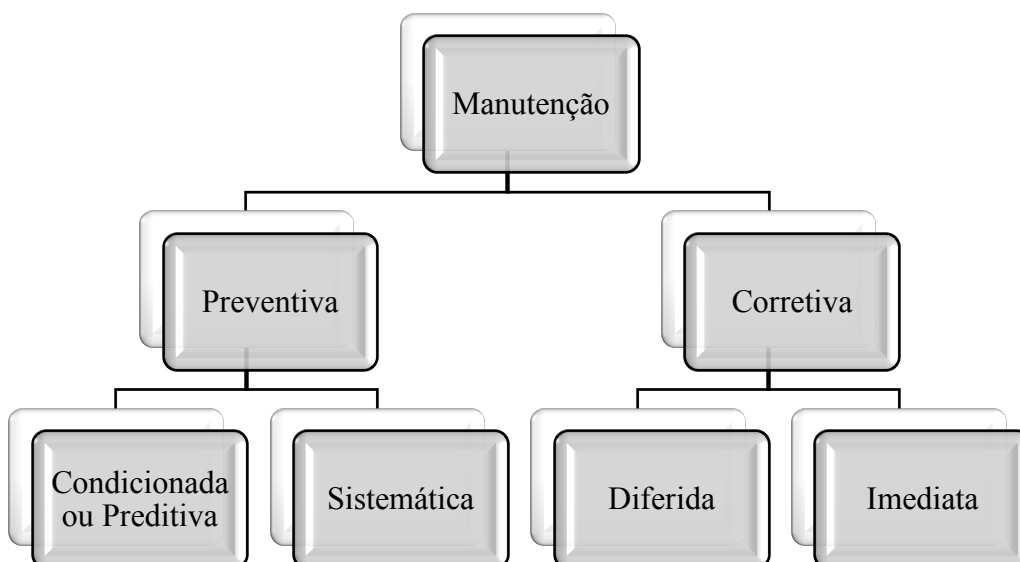 Manutenção
Preventiva
Corretiva
Condicionada
ou Preditiva
Sistemática
Diferida
Imediata